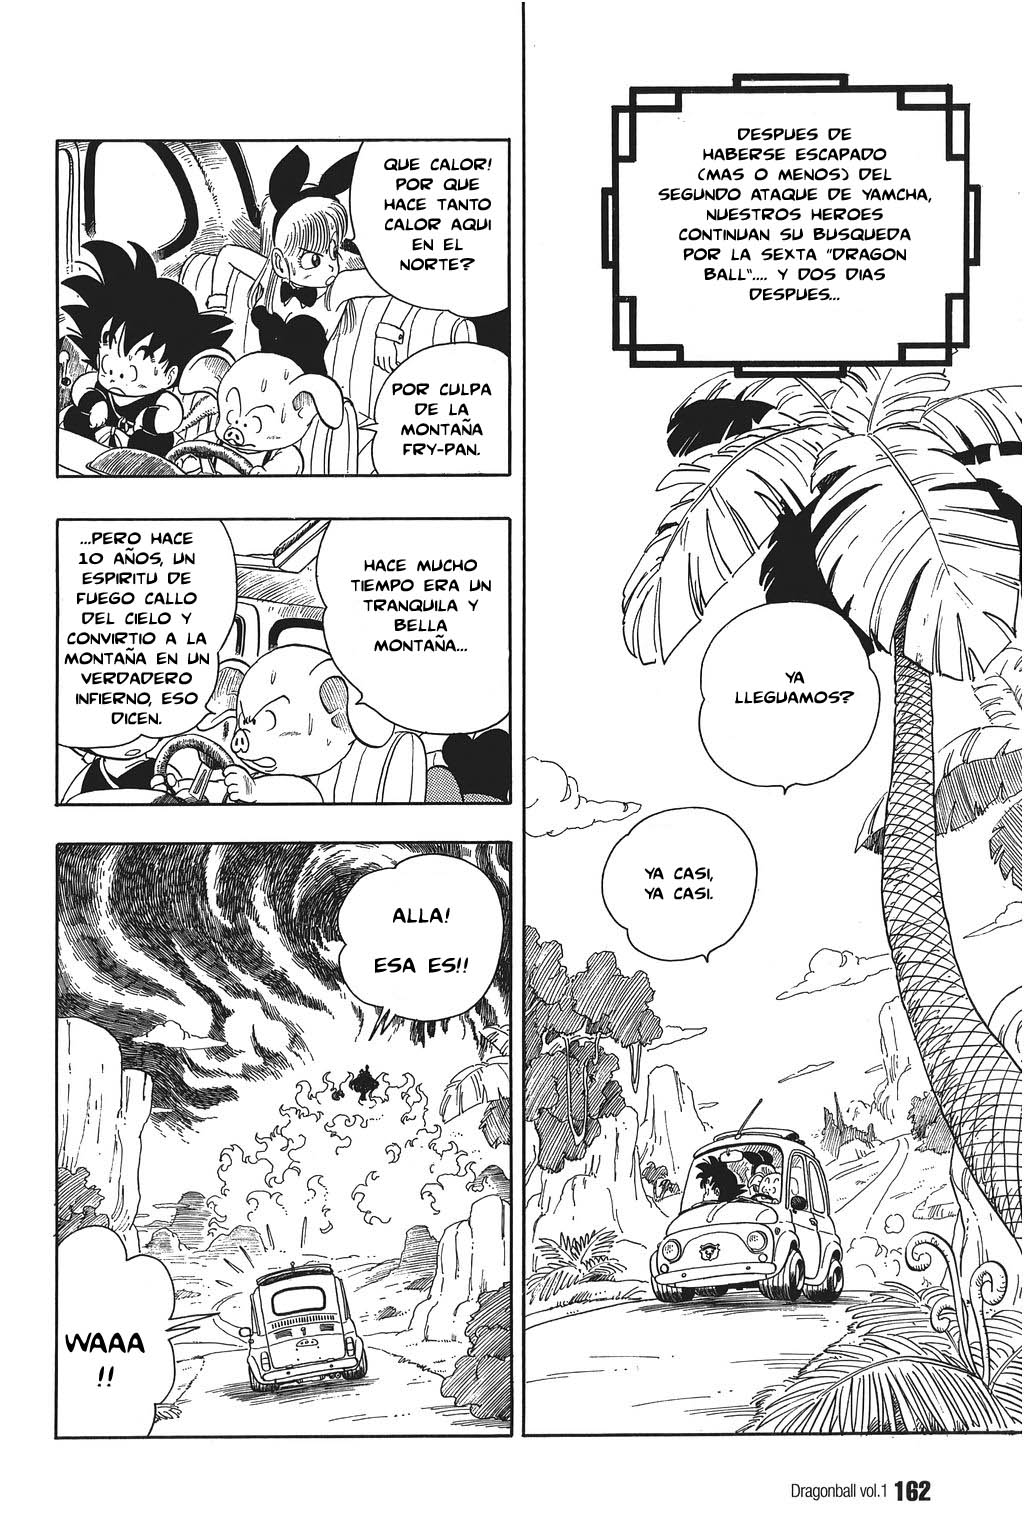 DESPUES DE
HABERSE ESCAPADO
(MAS O MENOS) DEL
SEGUNDO ATAQUE DE YAMCHA,
NUESTROS HEROES
CONTINUAN SU BUSQUEDA
POR LA SEXTA "DRAGON
BALL".... Y DOS DIAS
DESPUES...
YA
LLEGUAMOS?
YA CASI,
YA CASI.
QUE CALOR!
POR QUE
HACE TANTO
CALOR AQUI
EN EL
NORTE?
POR CULPA
DE LA
MONTAÑA
FRY-PAN.
HACE MUCHO
TIEMPO ERA UN
TRANQUILA Y
BELLA
MONTAÑA...
...PERO HACE
10 AÑOS, UN
ESPIRITU DE
FUEGO CALLO
DEL CIELO Y
CONVIRTIO A LA
MONTAÑA EN UN
VERDADERO
INFIERNO, ESO
DICEN.
ALLA!
ESA ES!!
WAAA
!!
Dragonball vol.1 162